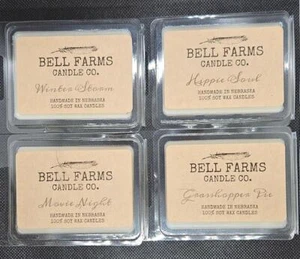 BELL FARMS
CANDLE CO.
Winter Storm
HANDMADE IN NEBRASKA
100% SOY WAX CANDLES
BELL FARMS
CANDLE CO.
Hippie Soul
HANDMADE IN NEBRASKA
100% SOY WAX CANDLES
BELL FARMS
CANDLE CO.
Movie Night
HANDMADE IN NEBRASKA
100% SOY WAX CANDLES
BELL FARMS
CANDLE CO.
Grasshopper Pie
HANDMADE IN NEBRASKA
100% SOY WAX CANDLES